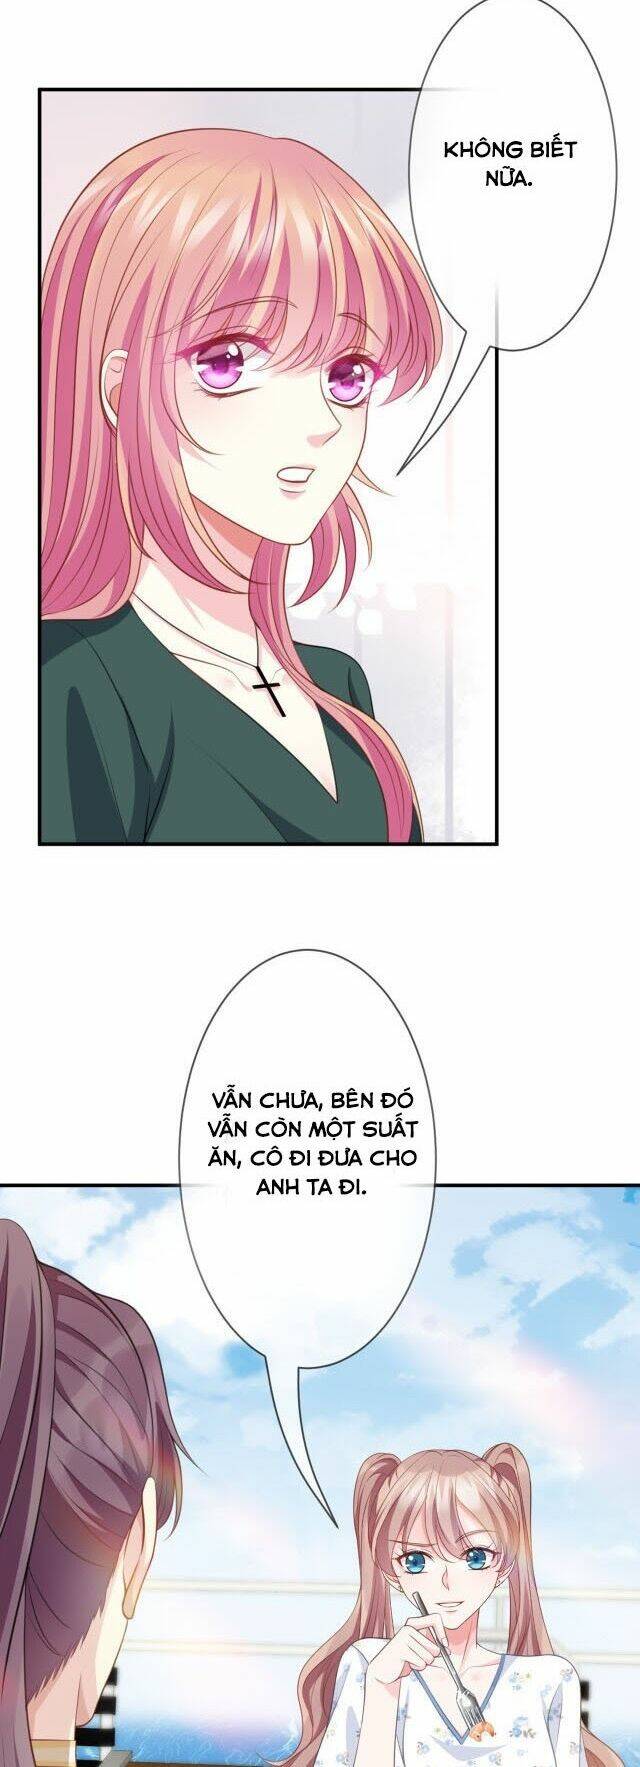 KHÔNG BIẾT
NỮA.
VẪN CHƯA, BÊN ĐÓ
VẪN CÒN MỘT SUẤT
ĂN, CÔ ĐI ĐƯA CHO
ANH TA ĐI.